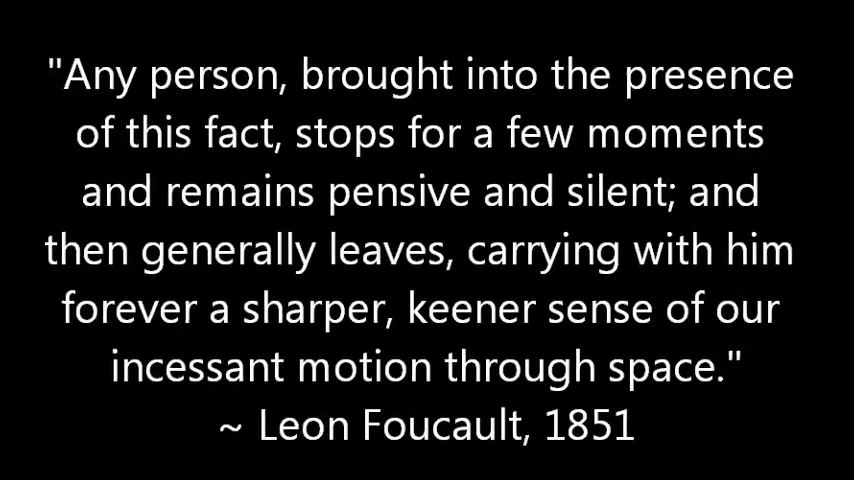 "Any person, brought into the presence
of this fact, stops for a few moments
and remains pensive and silent; and
then generally leaves, carrying with him
forever a sharper, keener sense of our
incessant motion through space."
~ Leon Foucault, 1851